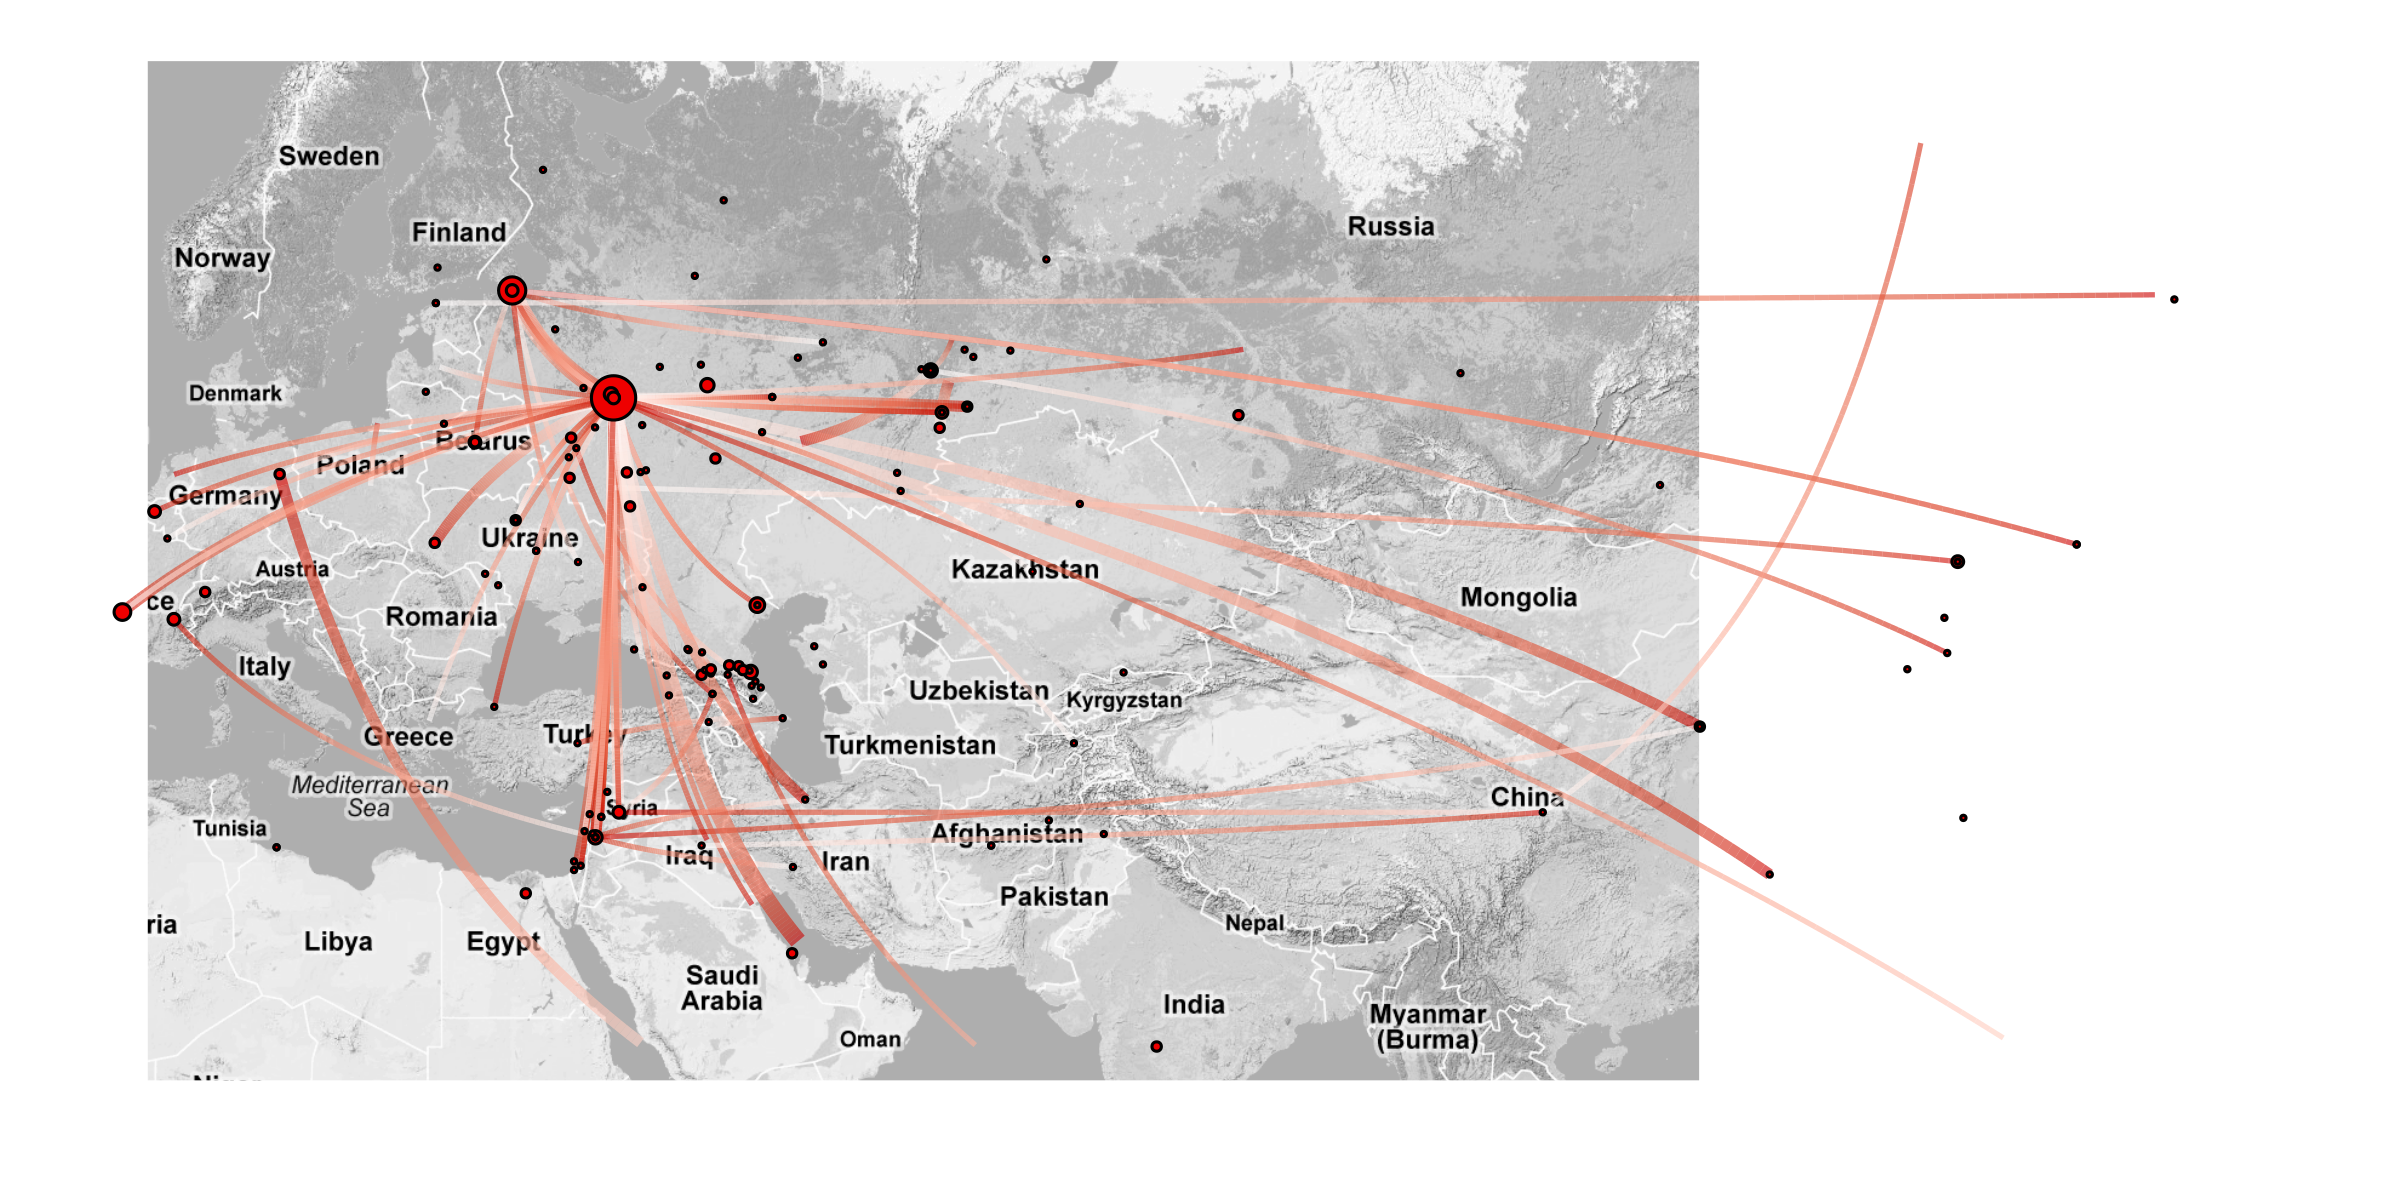 Sweden
Russia
Finland
Norway
Denmark
Belarus
Poland
Germany
Ukraine
Austria
Kazakhstan
ce
Mongolia
Romania
Italy
Uzbekistan
Kyrgyzstan
Greece
Turkey
Turkmenistan
Mediterranean
Sea
Syria
China
Tunisia
Afghanistan
Iraq
Iran
Pakistan
ria
Libya
Egypt
Nepal
Saudi
Arabia
India
Myanmar
(Burma)
Oman